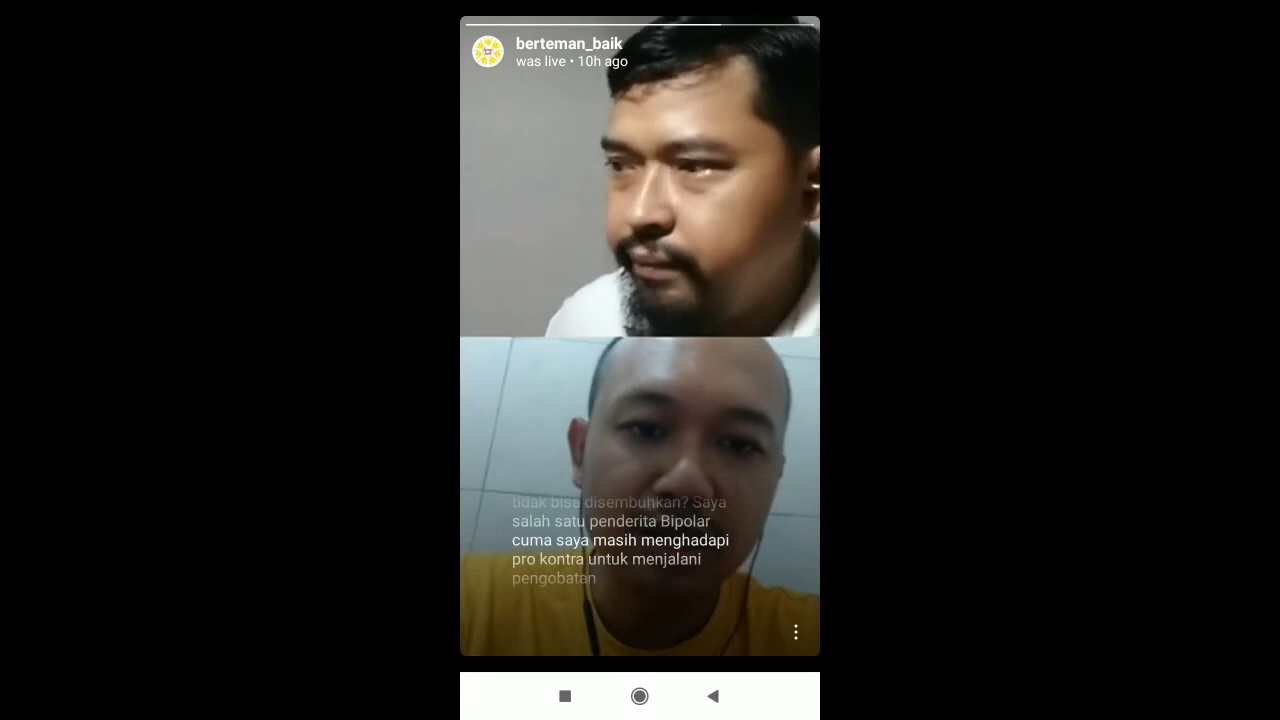 berteman_baik
was live • 10h ago
tidak bisa disembuhkan? Saya
salah satu penderita Bipolar
cuma saya masih menghadapi
pro kontra untuk menjalani
pengobatan